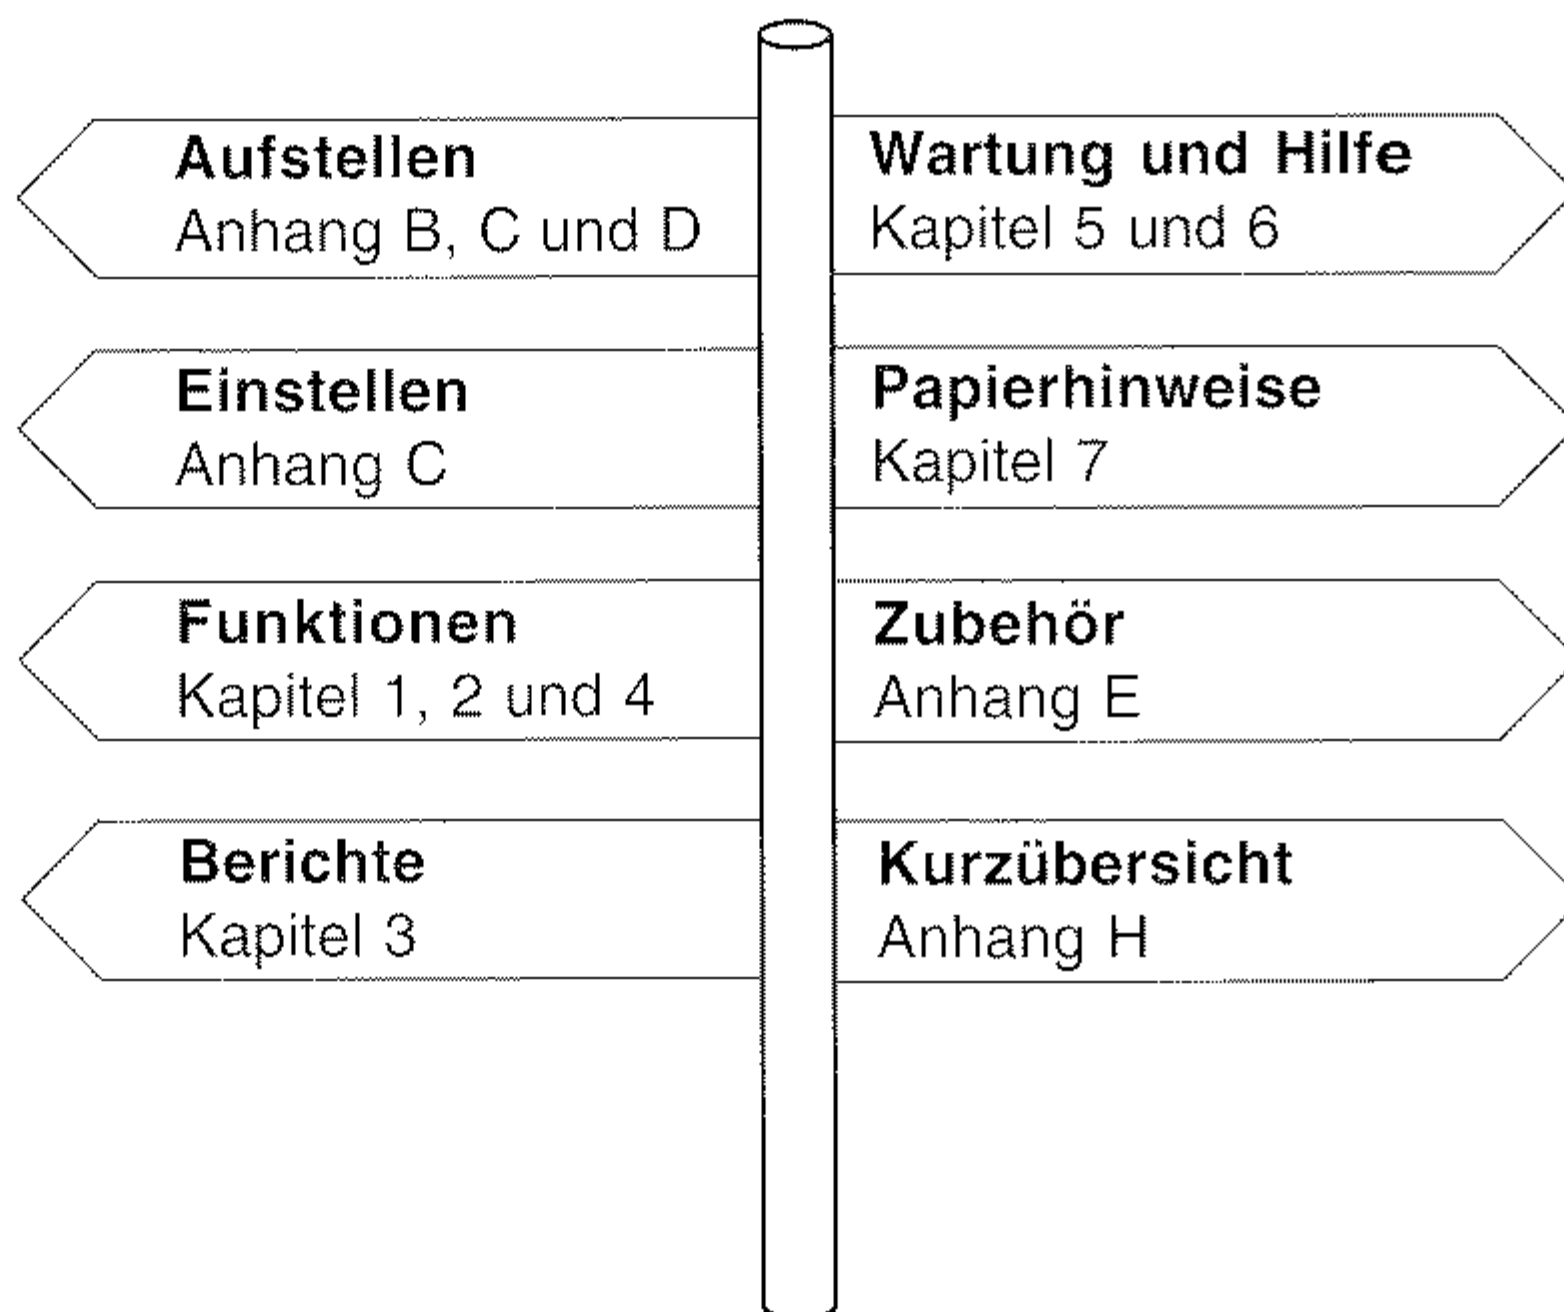 Aufstellen
Anhang B, C und D
Einstellen
Anhang C
Funktionen
Kapitel 1, 2 und 4
Berichte
Kapitel 3
Wartung und Hilfe
Kapitel 5 und 6
Papierhinweise
Kapitel 7
Zubehör
Anhang E
Kurzübersicht
Anhang H